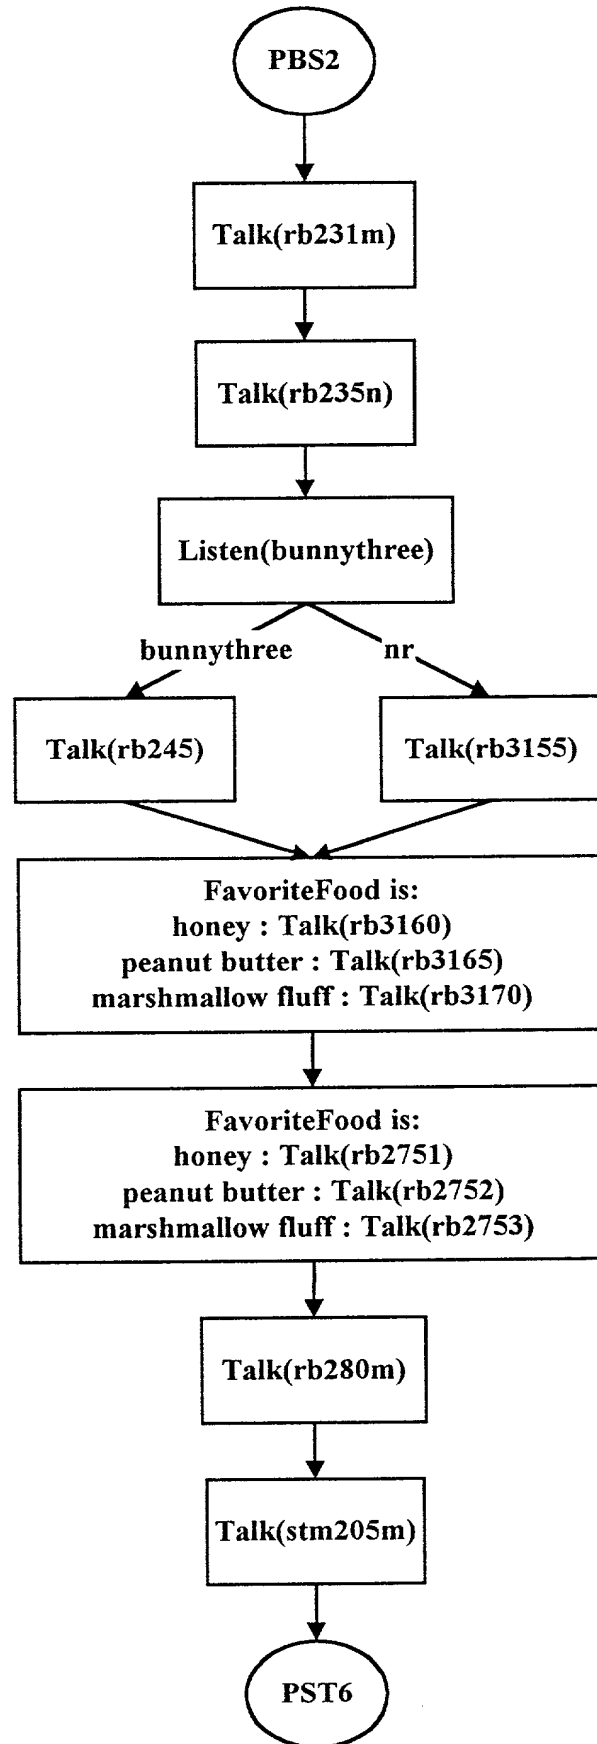 PBS2
Talk(rb231m)
Talk(rb235n)
Listen(bunnythree)
bunnythree
nr
Talk(rb245)
Talk(rb3155)
FavoriteFood is:
honey : Talk(rb3160)
peanut butter : Talk(rb3165)
marshmallow fluff : Talk(rb3170)
FavoriteFood is:
honey : Talk(rb2751)
peanut butter : Talk(rb2752)
marshmallow fluff : Talk(rb2753)
Talk(rb280m)
Talk(stm205m)
PST6